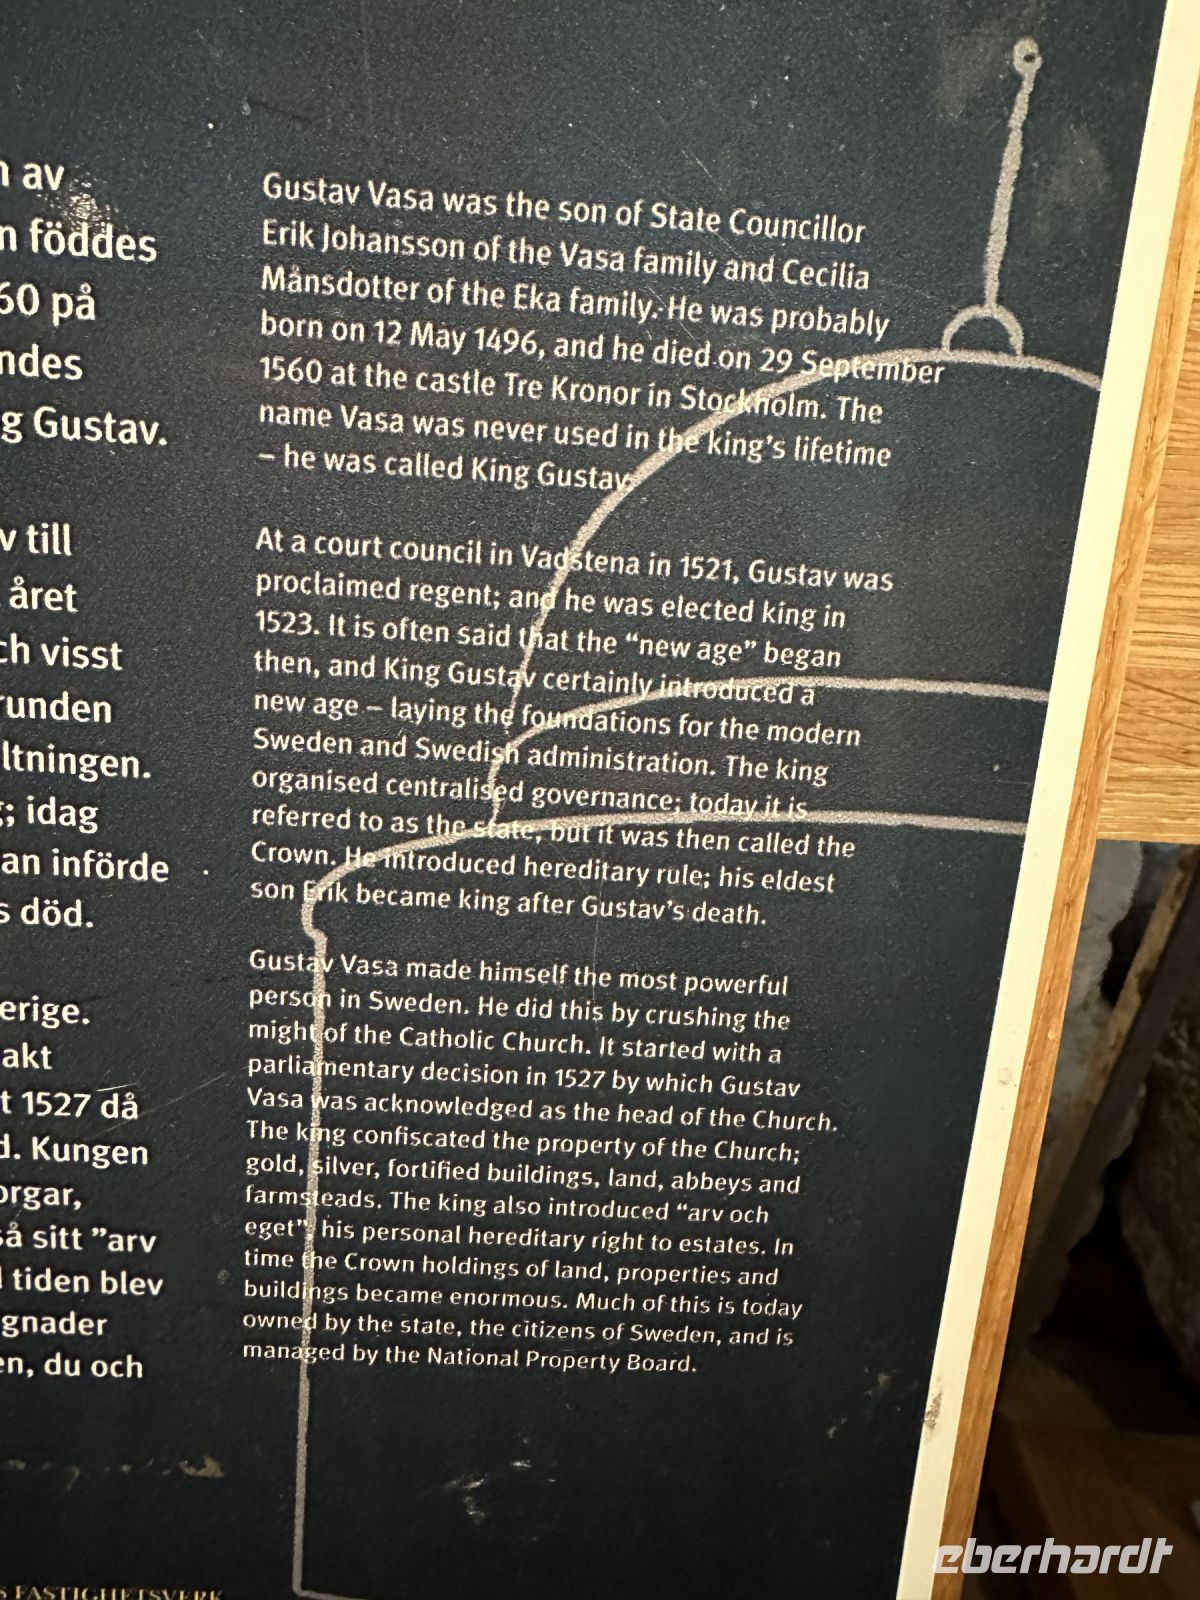 n av
n föddes
60 på
ndes
g Gustav.
v till
året
ch visst
runden
ltningen.
; idag
an införde
s död.
erige.
akt
t 1527 då
d. Kungen
orgar,
så sitt ”arv
tiden blev
gnader
en, du och
Gustav Vasa was the son of State Councillor
Erik Johansson of the Vasa family and Cecilia
Månsdotter of the Eka family. He was probably
born on 12 May 1496, and he died on 29 September
1560 at the castle Tre Kronor in Stockholm. The
name Vasa was never used in the king’s lifetime
– he was called King Gustav.
At a court council in Vadstena in 1521, Gustav was
proclaimed regent; and he was elected king in
1523. It is often said that the “new age” began
then, and King Gustav certainly introduced a
new age – laying the foundations for the modern
Sweden and Swedish administration. The king
organised centralised governance; today it is
referred to as the state, but it was then called the
Crown. He introduced hereditary rule; his eldest
son Erik became king after Gustav’s death.
Gustav Vasa made himself the most powerful
person in Sweden. He did this by crushing the
might of the Catholic Church. It started with a
parliamentary decision in 1527 by which Gustav
Vasa was acknowledged as the head of the Church.
The king confiscated the property of the Church;
gold, silver, fortified buildings, land, abbeys and
farmsteads. The king also introduced “arv och
eget”, his personal hereditary right to estates. In
time the Crown holdings of land, properties and
buildings became enormous. Much of this is today
owned by the state, the citizens of Sweden, and is
managed by the National Property Board.
S FASTIGHETSVERK
eberhardt